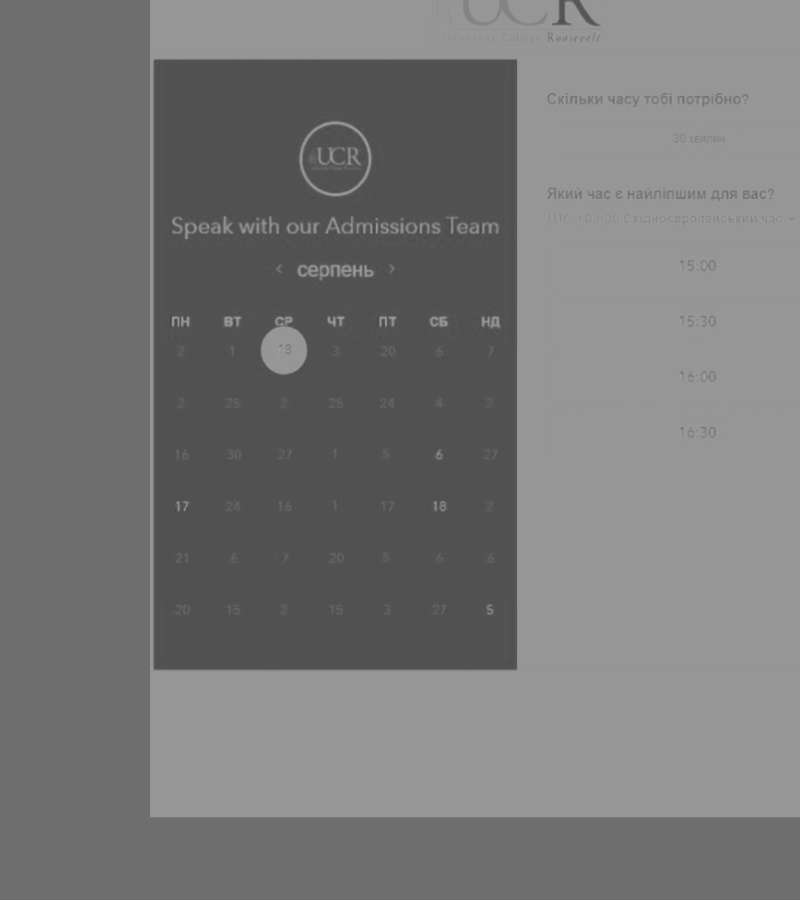 UCR
University College Roosevelt
UCR
Speak with our Admissions Team
‹ серпень ›
ПН ВТ СР ЧТ ПТ СБ НД
2 1 18 3 20 6 7
2 25 2 25 24 4 2
16 30 27 1 5 6 27
17 24 16 1 17 18 2
21 6 7 20 5 6 6
20 15 2 15 3 27 5
Скільки часу тобі потрібно?
30 хвилин
Який час є найліпшим для вас?
UTC +03:00 Східноєвропейський час
15:00
15:30
16:00
16:30